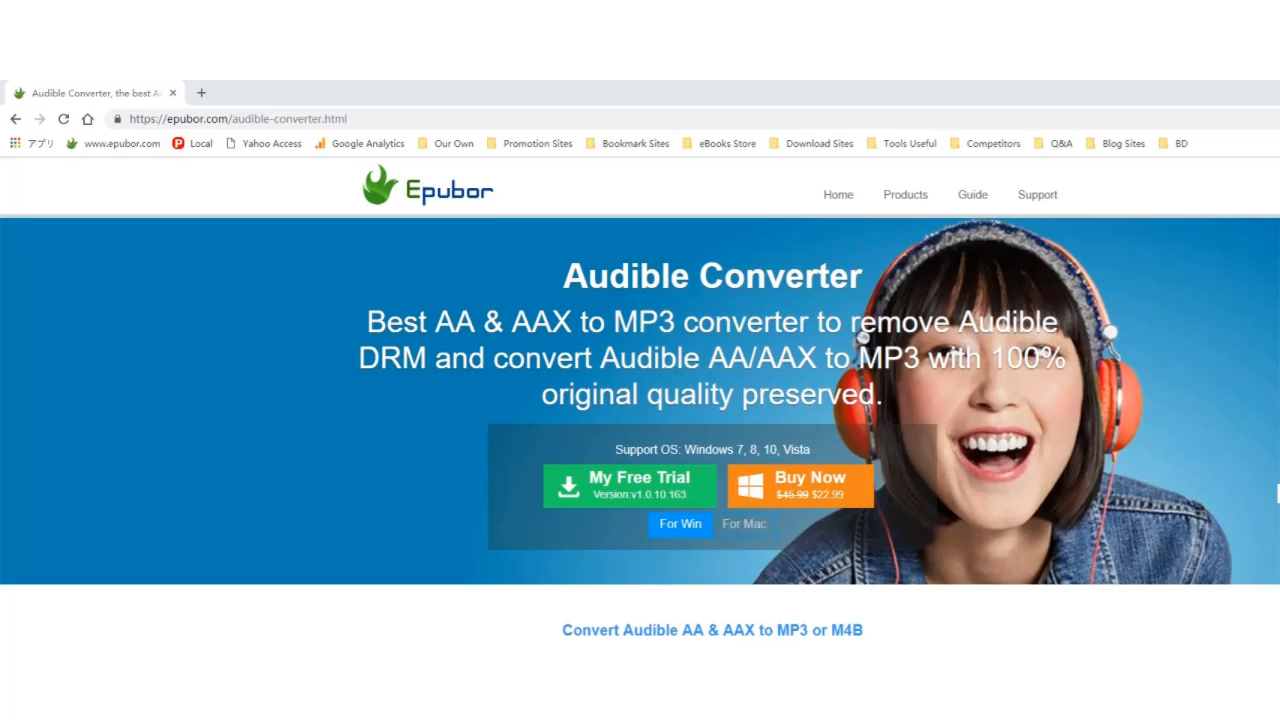 Audible Converter, the best A
https://epubor.com/audible-converter.html
アプリ www.epubor.com Local Yahoo Access Google Analytics Our Own Promotion Sites Bookmark Sites eBooks Store Download Sites Tools Useful Competitors Q&A Blog Sites BD
Epubor
Home Products Guide Support
Audible Converter
Best AA & AAX to MP3 converter to remove Audible
DRM and convert Audible AA/AAX to MP3 with 100%
original quality preserved.
Support OS: Windows 7, 8, 10, Vista
My Free Trial
Version:v1.0.10.163
Buy Now
$45.99 $22.99
For Win For Mac
Convert Audible AA & AAX to MP3 or M4B